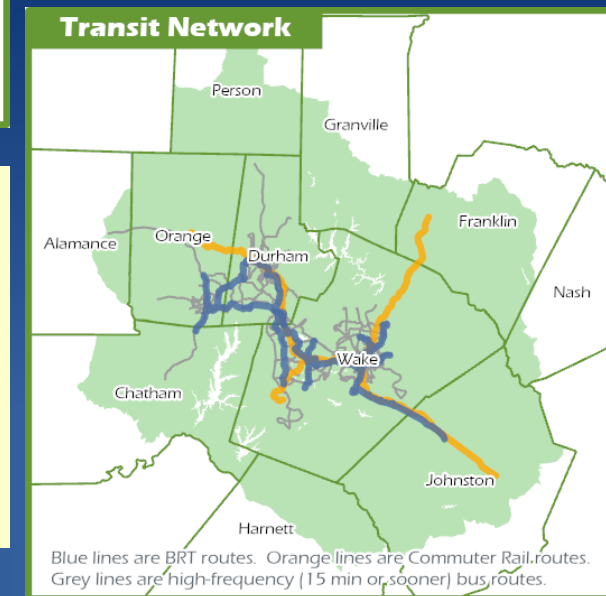 Transit Network
Person
Granville
Franklin
Alamance
Orange
Durham
Nash
Wake
Chatham
Johnston
Harnett
Blue lines are BRT routes. Orange lines are Commuter Rail routes.
Grey lines are high-frequency (15 min or sooner) bus routes.